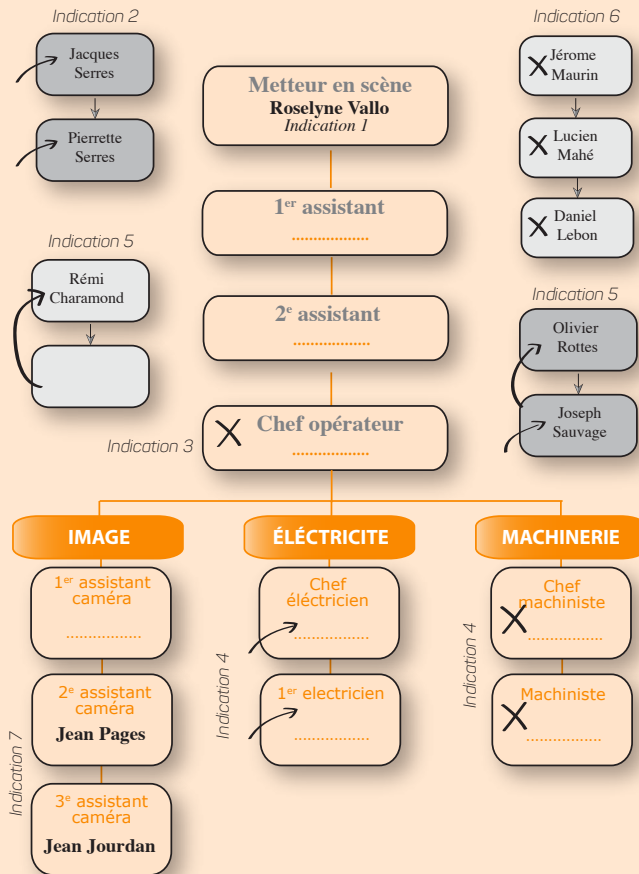 Indication 2
Jacques
Serres
Pierrette
Serres
Indication 5
Rémi
Charamond
Metteur en scène
Roselyne Vallo
Indication 1
1er assistant
...................
2e assistant
...................
Indication 3
Chef opérateur
...................
Indication 6
Jérome
Maurin
Lucien
Mahé
Daniel
Lebon
Indication 5
Olivier
Rottes
Joseph
Sauvage
IMAGE
1er assistant
caméra
...................
2e assistant
caméra
Jean Pages
3e assistant
caméra
Jean Jourdan
Indication 7
ÉLÉCTRICITE
Chef
éléctricien
...................
1er electricien
...................
Indication 4
MACHINERIE
Chef
machiniste
...................
Machiniste
...................
Indication 4